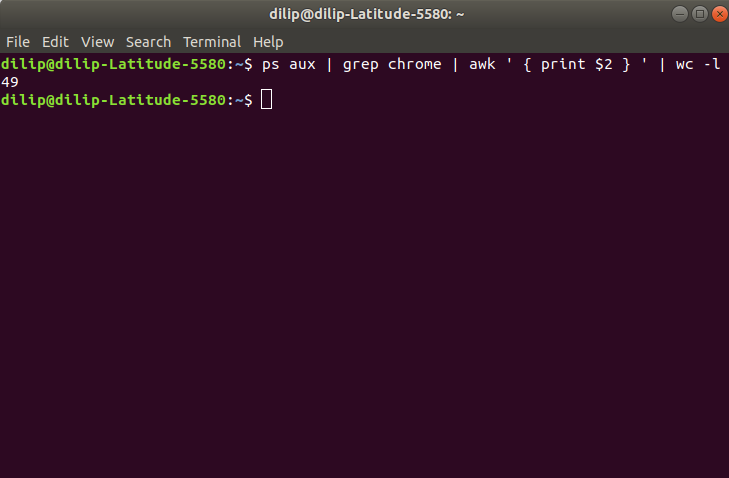 dilip@dilip-Latitude-5580: ~
File Edit View Search Terminal Help
dilip@dilip-Latitude-5580:~$ ps aux | grep chrome | awk ' { print $2 } ' | wc -l
49
dilip@dilip-Latitude-5580:~$